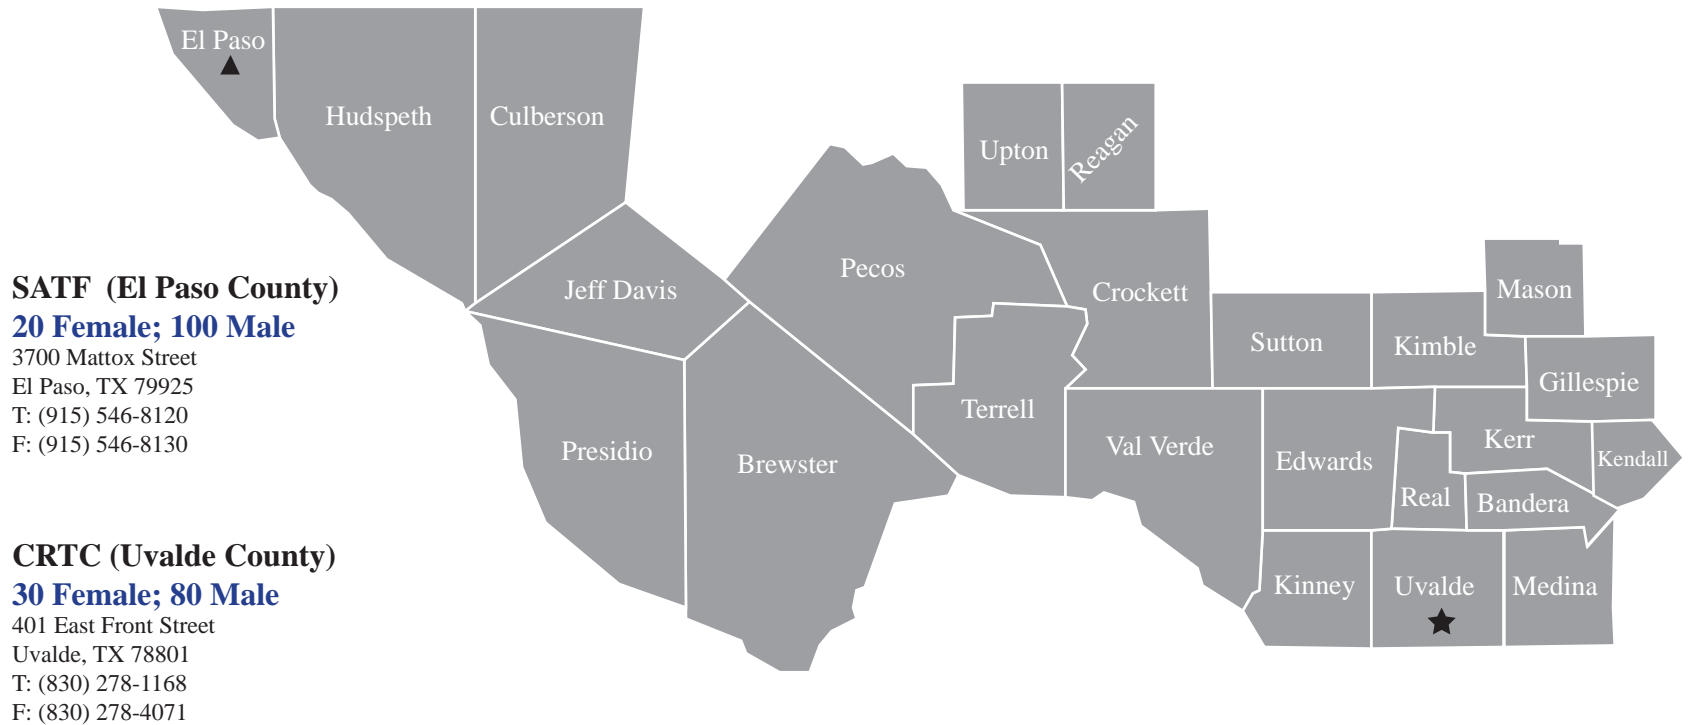 El Paso
Hudspeth
Culberson
Upton
Reagan
Pecos
Jeff Davis
Crockett
Mason
Sutton
Kimble
Gillespie
Terrell
Presidio
Brewster
Val Verde
Edwards
Kerr
Kendall
Real
Bandera
Kinney
Uvalde
Medina
SATF (El Paso County)
20 Female; 100 Male
3700 Mattox Street
El Paso, TX 79925
T: (915) 546-8120
F: (915) 546-8130
CRTC (Uvalde County)
30 Female; 80 Male
401 East Front Street
Uvalde, TX 78801
T: (830) 278-1168
F: (830) 278-4071